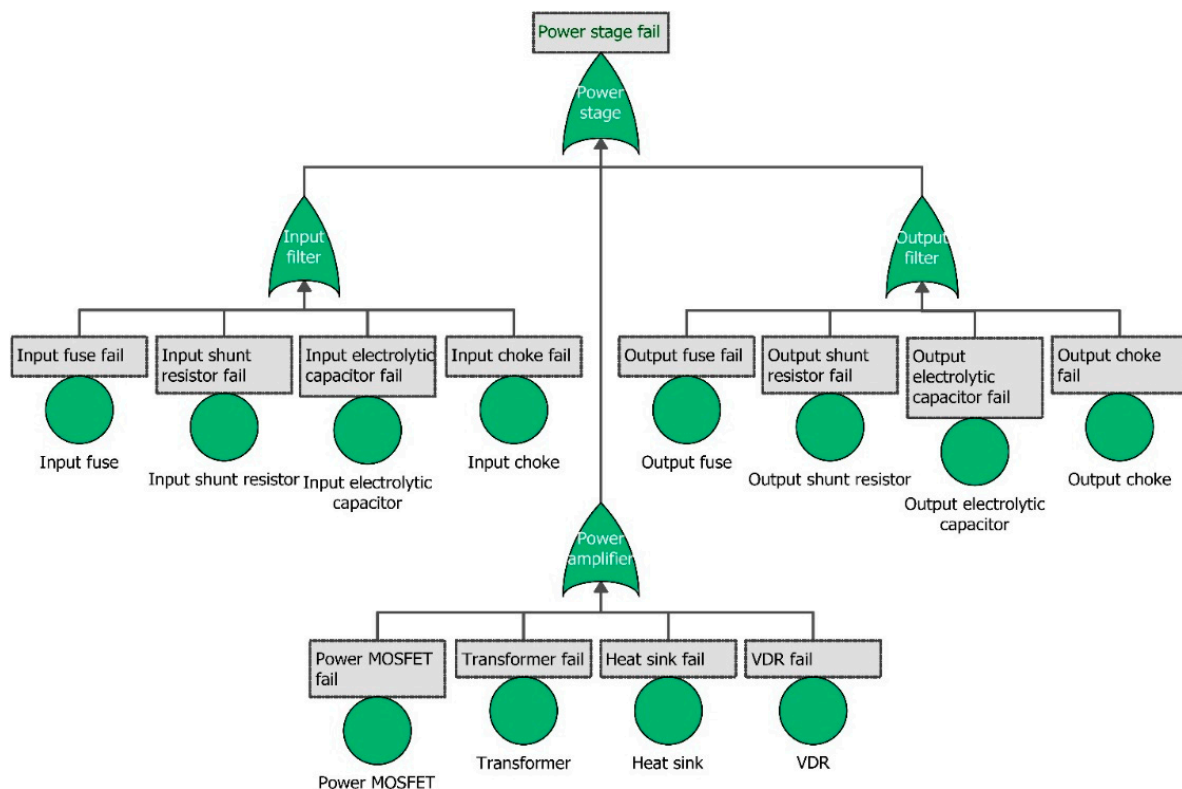 Power stage fail
Power
stage
Input
filter
Output
filter
Input fuse fail
Input shunt
resistor fail
Input electrolytic
capacitor fail
Input choke fail
Output fuse fail
Output shunt
resistor fail
Output
electrolytic
capacitor fail
Output choke
fail
Input fuse
Input shunt resistor
Input electrolytic
capacitor
Input choke
Output fuse
Output shunt resistor
Output electrolytic
capacitor
Output choke
Power
amplifier
Power MOSFET
fail
Transformer fail
Heat sink fail
VDR fail
Power MOSFET
Transformer
Heat sink
VDR